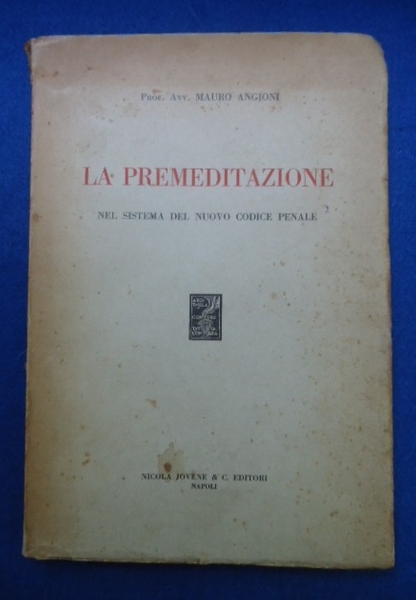 Prof. Avv. MAURO ANGIONI
LA PREMEDITAZIONE
NEL SISTEMA DEL NUOVO CODICE PENALE
NICOLA JOVENE & C. EDITORI
NAPOLI